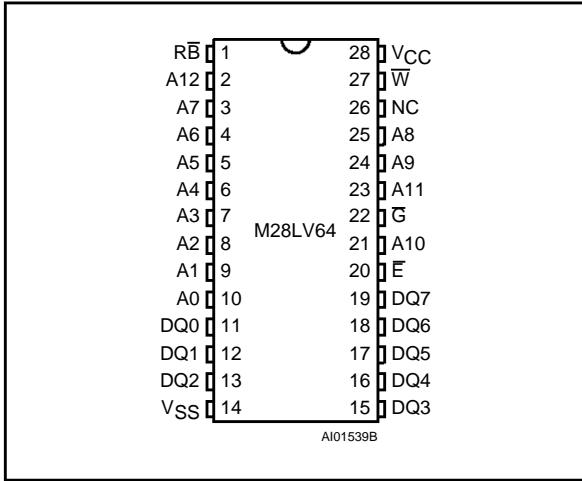 RB̅ 1 28 VCC
A12 2 27 W̅
A7 3 26 NC
A6 4 25 A8
A5 5 24 A9
A4 6 23 A11
A3 7 22 G̅
M28LV64
A2 8 21 A10
A1 9 20 E̅
A0 10 19 DQ7
DQ0 11 18 DQ6
DQ1 12 17 DQ5
DQ2 13 16 DQ4
VSS 14 15 DQ3
AI01539B